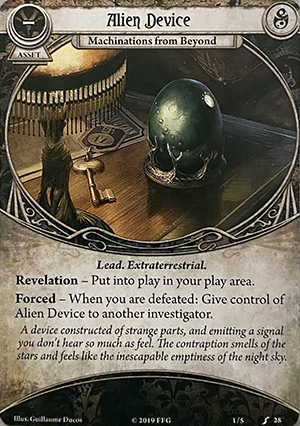 Alien Device
Machinations from Beyond
ASSET
Lead. Extraterrestrial.
Revelation – Put into play in your play area.
Forced – When you are defeated: Give control of
Alien Device to another investigator.
A device constructed of strange parts, and emitting a signal
you don't hear so much as feel. The contraption smells of the
stars and feels like the inescapable emptiness of the night sky.
Illus. Guillaume Ducos
© 2019 FFG
1/5
28